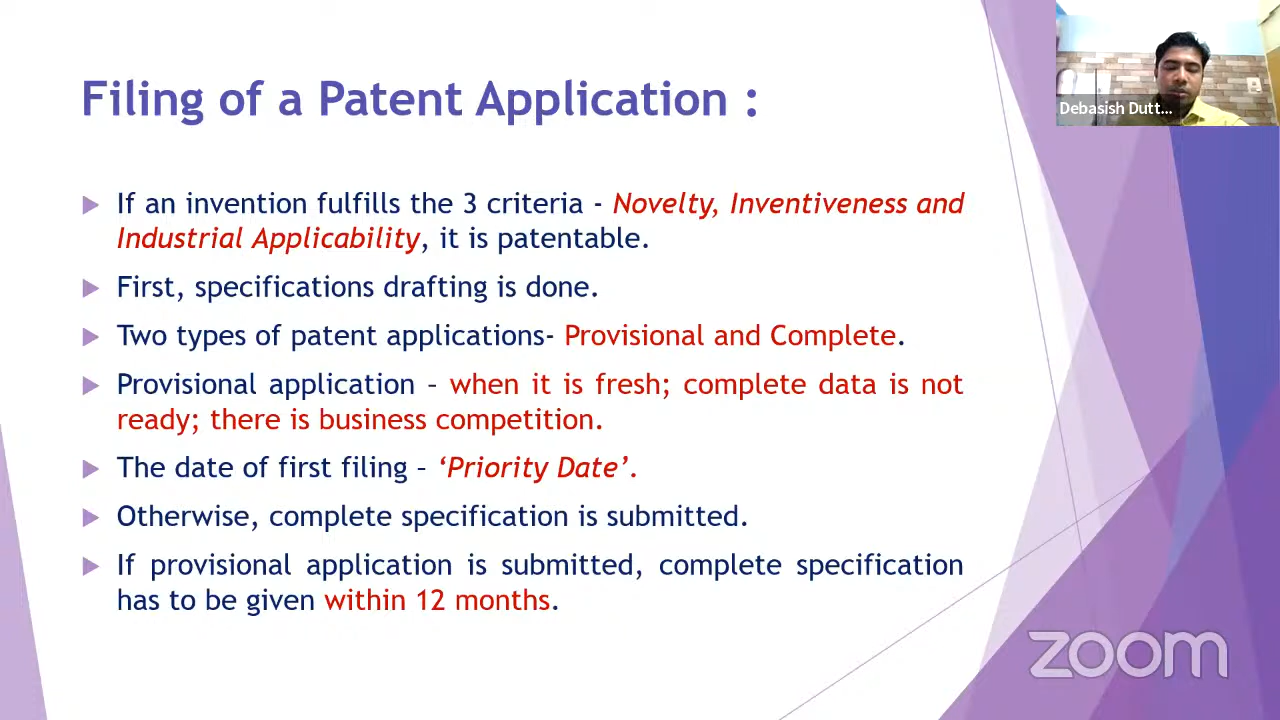 Filing of a Patent Application :
Debasish Dutt...
If an invention fulfills the 3 criteria - Novelty, Inventiveness and
Industrial Applicability, it is patentable.
First, specifications drafting is done.
Two types of patent applications- Provisional and Complete.
Provisional application – when it is fresh; complete data is not
ready; there is business competition.
The date of first filing – ‘Priority Date’.
Otherwise, complete specification is submitted.
If provisional application is submitted, complete specification
has to be given within 12 months.
zoom